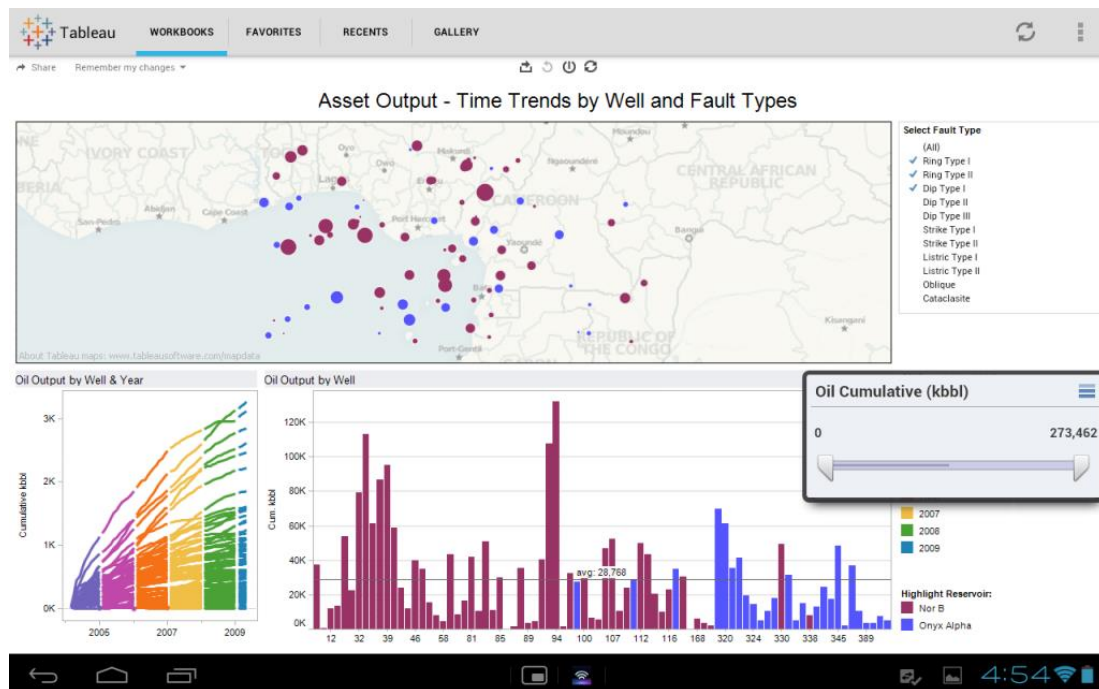 Tableau WORKBOOKS FAVORITES RECENTS GALLERY
Share Remember my changes
Asset Output - Time Trends by Well and Fault Types
IVORY COAST
Oyo
Makurdi
Moundou
Ngaoundere
CENTRAL AFRICAN
REPUBLIC
Abidjan
San-Pedro
Cape Coast
Port Harcourt
CAMEROON
Yaoundé
Bangui
REPUBLIC OF
THE CONGO
Kisangani
Port-Gentil
About Tableau maps: www.tableausoftware.com/mapdata
Select Fault Type
(All)
Ring Type I
Ring Type II
Dip Type I
Dip Type II
Dip Type III
Strike Type I
Strike Type II
Listric Type I
Listric Type II
Oblique
Cataclasite
Oil Output by Well & Year
Cumulative kbbl
3K
2K
1K
0K
2006 2007 2009
Oil Output by Well
Cum. kbbl
120K
100K
80K
60K
40K
20K
0K
avg: 28,768
12 32 39 46 58 81 85 89 94 100 107 112 116 168 320 324 330 338 345 389
Oil Cumulative (kbbl)
0 273,462
2007
2008
2009
Highlight Reservoir:
Nor B
Onyx Alpha
4:54